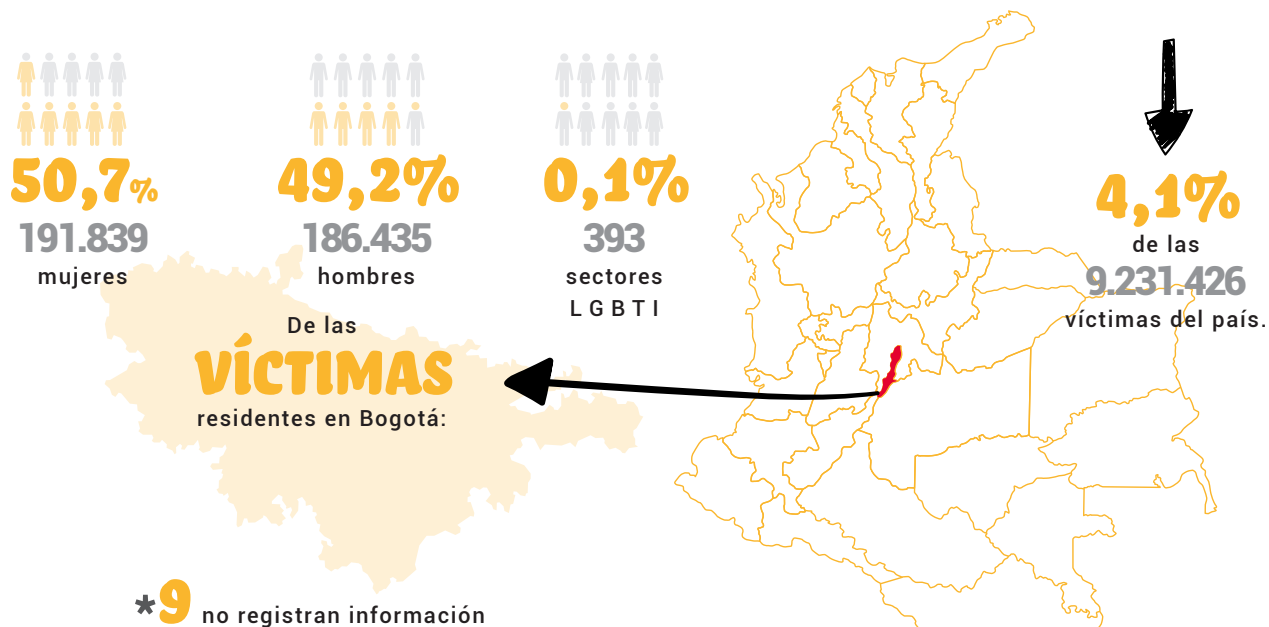 50,7%
191.839
mujeres
49,2%
186.435
hombres
0,1%
393
sectores
LGBTI
4,1%
de las
9.231.426
víctimas del país.
De las
VÍCTIMAS
residentes en Bogotá:
*9 no registran información